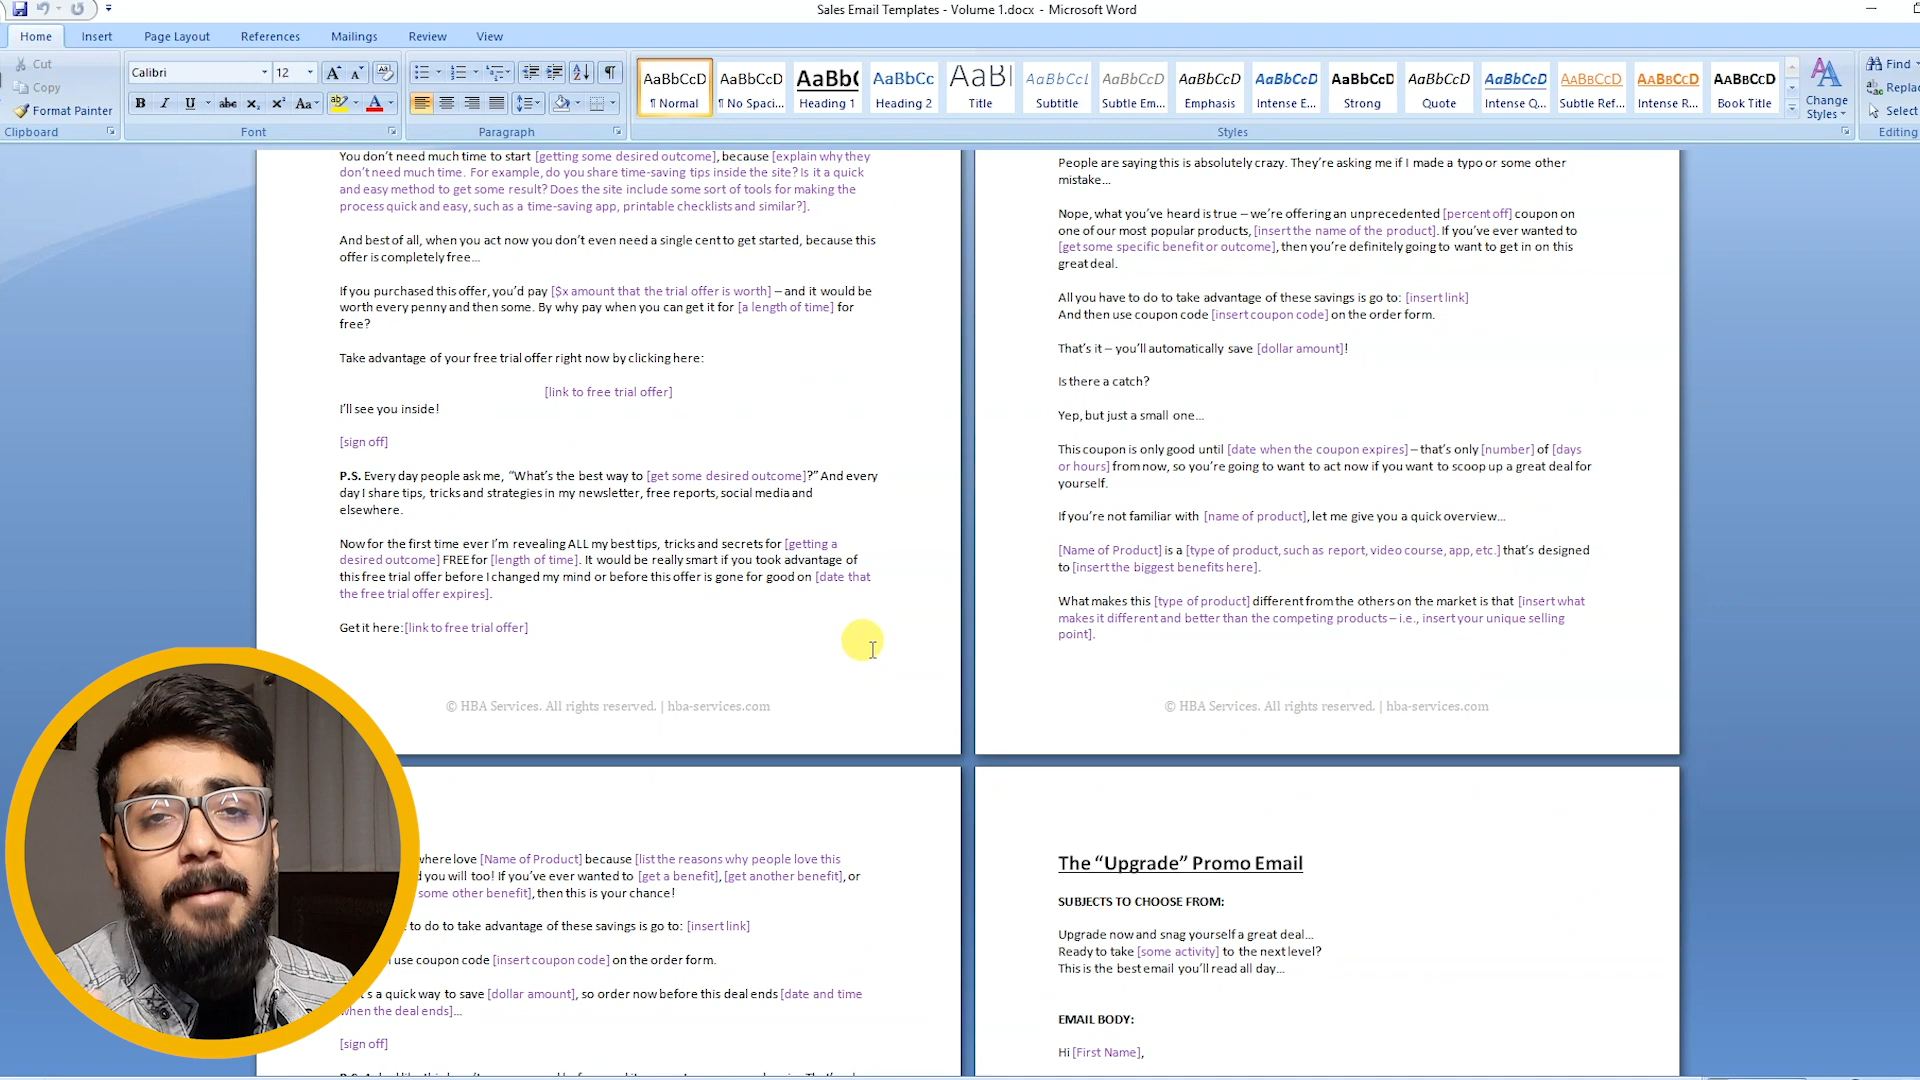 Sales Email Templates - Volume 1.docx - Microsoft Word
Home Insert Page Layout References Mailings Review View
Cut
Copy
Format Painter
Clipboard
Calibri 12
Font
Paragraph
AaBbCcD AaBbCcD AaBb( AaBbCc AaB AaBbCcL AaBbCcD AaBbCcD AaBbCcD AaBbCcD AaBbCcD AaBbCcD AaBbCcD AaBbCcD AaBbCcD
¶ Normal ¶ No Spaci... Heading 1 Heading 2 Title Subtitle Subtle Em... Emphasis Intense E... Strong Quote Intense Q... Subtle Ref... Intense R... Book Title
Styles
Change
Styles
Find
Select
Editing
You don’t need much time to start [getting some desired outcome], because [explain why they
don’t need much time. For example, do you share time-saving tips inside the site? Is it a quick
and easy method to get some result? Does the site include some sort of tools for making the
process quick and easy, such as a time-saving app, printable checklists and similar?].
And best of all, when you act now you don’t even need a single cent to get started, because this
offer is completely free...
If you purchased this offer, you’d pay [$x amount that the trial offer is worth] – and it would be
worth every penny and then some. By why pay when you can get it for [a length of time] for
free?
Take advantage of your free trial offer right now by clicking here:
[link to free trial offer]
I’ll see you inside!
[sign off]
P.S. Every day people ask me, “What’s the best way to [get some desired outcome]?” And every
day I share tips, tricks and strategies in my newsletter, free reports, social media and
elsewhere.
Now for the first time ever I’m revealing ALL my best tips, tricks and secrets for [getting a
desired outcome] FREE for [length of time]. It would be really smart if you took advantage of
this free trial offer before I changed my mind or before this offer is gone for good on [date that
the free trial offer expires].
Get it here:[link to free trial offer]
© HBA Services. All rights reserved. | hba-services.com
People are saying this is absolutely crazy. They’re asking me if I made a typo or some other
mistake...
Nope, what you’ve heard is true – we’re offering an unprecedented [percent off] coupon on
one of our most popular products, [insert the name of the product]. If you’ve ever wanted to
[get some specific benefit or outcome], then you’re definitely going to want to get in on this
great deal.
All you have to do to take advantage of these savings is go to: [insert link]
And then use coupon code [insert coupon code] on the order form.
That’s it – you’ll automatically save [dollar amount]!
Is there a catch?
Yep, but just a small one...
This coupon is only good until [date when the coupon expires] – that’s only [number] of [days
or hours] from now, so you’re going to want to act now if you want to scoop up a great deal for
yourself.
If you’re not familiar with [name of product], let me give you a quick overview...
[Name of Product] is a [type of product, such as report, video course, app, etc.] that’s designed
to [insert the biggest benefits here].
What makes this [type of product] different from the others on the market is that [insert what
makes it different and better than the competing products – i.e., insert your unique selling
point].
© HBA Services. All rights reserved. | hba-services.com
where love [Name of Product] because [list the reasons why people love this
you will too! If you’ve ever wanted to [get a benefit], [get another benefit], or
some other benefit], then this is your chance!
to do to take advantage of these savings is go to: [insert link]
use coupon code [insert coupon code] on the order form.
a quick way to save [dollar amount], so order now before this deal ends [date and time
when the deal ends]...
[sign off]
The “Upgrade” Promo Email
SUBJECTS TO CHOOSE FROM:
Upgrade now and snag yourself a great deal...
Ready to take [some activity] to the next level?
This is the best email you’ll read all day...
EMAIL BODY:
Hi [First Name],